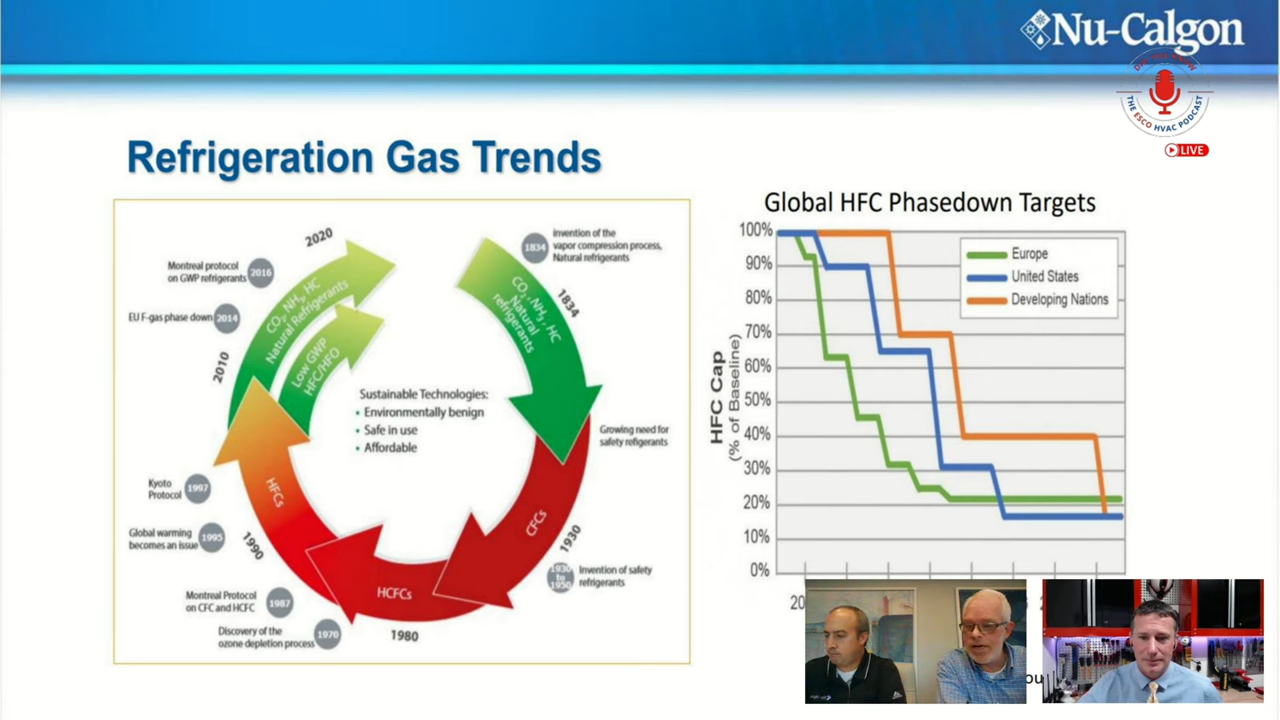 Nu-Calgon
DID YOU KNOW
THE ESCO HVAC PODCAST
LIVE
Refrigeration Gas Trends
2020
Montreal protocol
on GWP refrigerants
2016
EU F-gas phase down
2014
2010
CO₂, NH₃, HC
Natural Refrigerants
Low GWP
HFC/HFO
1834
Invention of the
vapor compression process,
Natural refrigerants
CO₂, NH₃, HC
Natural
refrigerants
1834
Sustainable Technologies:
• Environmentally benign
• Safe in use
• Affordable
Growing need for
safety refigerants
Kyoto
Protocol
1997
HFCs
CFCs
Global warming
becomes an issue
1995
1990
1930
1930
to
1950
Invention of safety
refrigerants
Montreal Protocol
on CFC and HCFC
1987
HCFCs
Discovery of the
ozone depletion process
1970
1980
Global HFC Phasedown Targets
HFC Cap
(% of Baseline)
100%
90%
80%
70%
60%
50%
40%
30%
20%
10%
0%
Europe
United States
Developing Nations
20